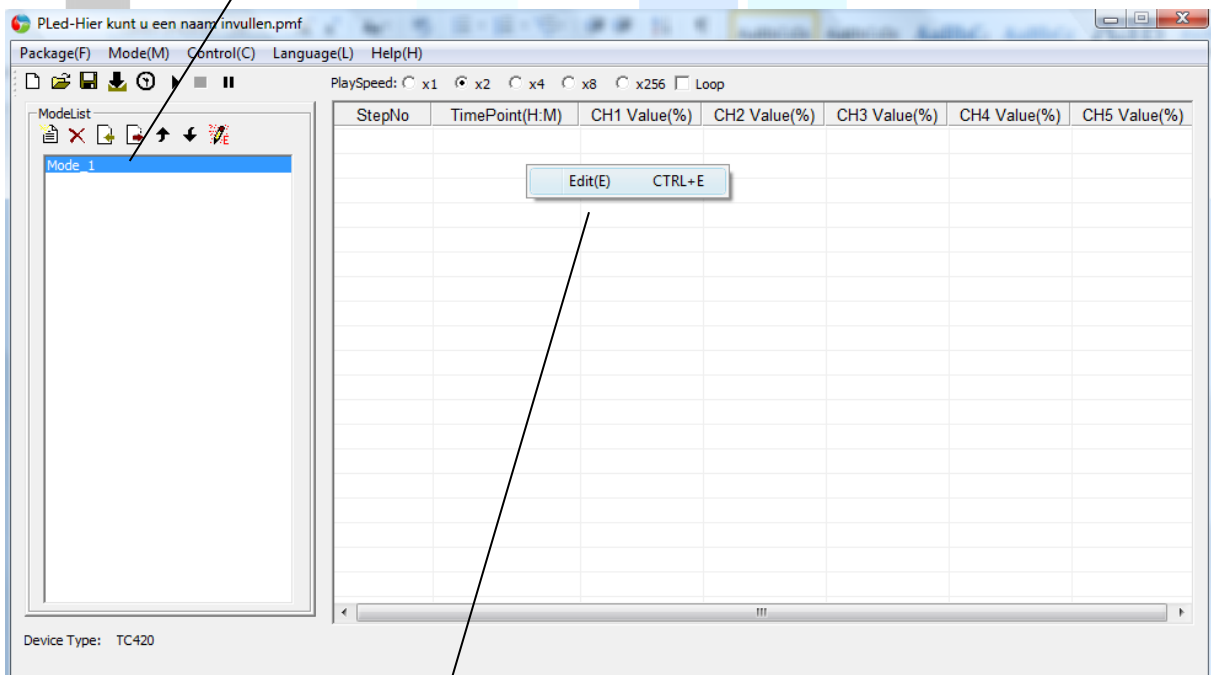 PLed-Hier kunt u een naam invullen.pmf
Package(F) Mode(M) Control(C) Language(L) Help(H)
PlaySpeed: x1 x2 x4 x8 x256 Loop
ModeList
StepNo TimePoint(H:M) CH1 Value(%) CH2 Value(%) CH3 Value(%) CH4 Value(%) CH5 Value(%)
Mode_1
Edit(E) CTRL+E
Device Type: TC420